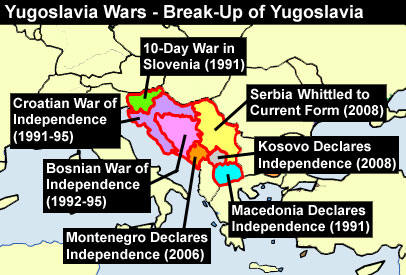 Yugoslavia Wars - Break-Up of Yugoslavia
10-Day War in
Slovenia (1991)
Croatian War of
Independence
(1991-95)
Serbia Whittled to
Current Form (2008)
Kosovo Declares
Independence (2008)
Bosnian War of
Independence
(1992-95)
Macedonia Declares
Independence (1991)
Montenegro Declares
Independence (2006)